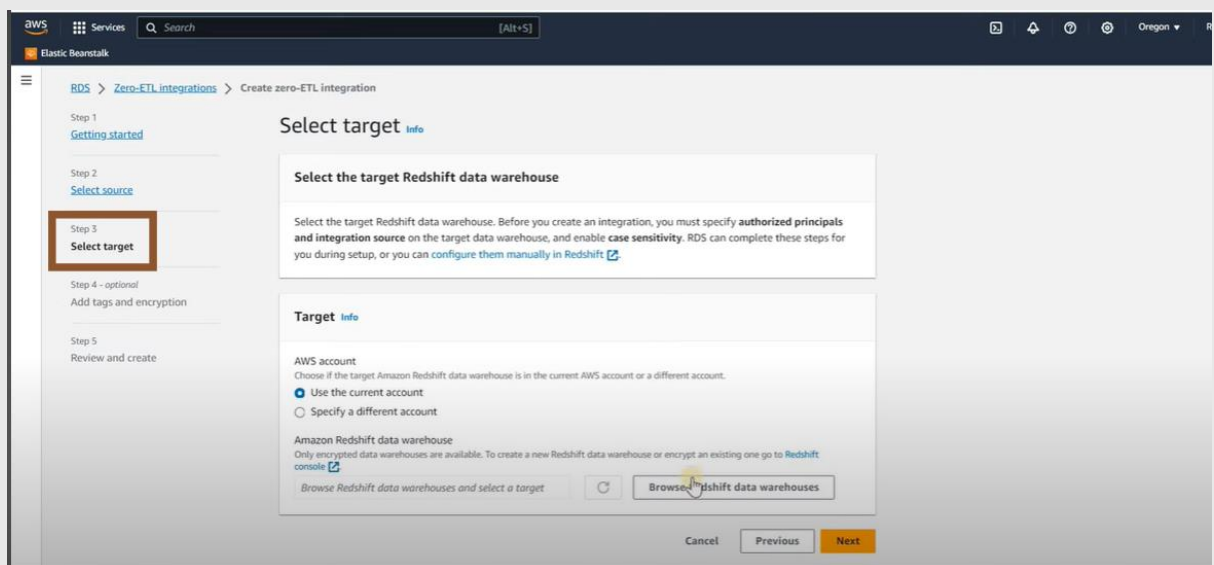 aws
Services
Search
[Alt+S]
Oregon
Elastic Beanstalk
RDS > Zero-ETL integrations > Create zero-ETL integration
Step 1
Getting started
Step 2
Select source
Step 3
Select target
Step 4 - optional
Add tags and encryption
Step 5
Review and create
Select target Info
Select the target Redshift data warehouse
Select the target Redshift data warehouse. Before you create an integration, you must specify authorized principals
and integration source on the target data warehouse, and enable case sensitivity. RDS can complete these steps for
you during setup, or you can configure them manually in Redshift.
Target Info
AWS account
Choose if the target Amazon Redshift data warehouse is in the current AWS account or a different account.
Use the current account
Specify a different account
Amazon Redshift data warehouse
Only encrypted data warehouses are available. To create a new Redshift data warehouse or encrypt an existing one go to Redshift
console.
Browse Redshift data warehouses and select a target
Browse dshift data warehouses
Cancel
Previous
Next